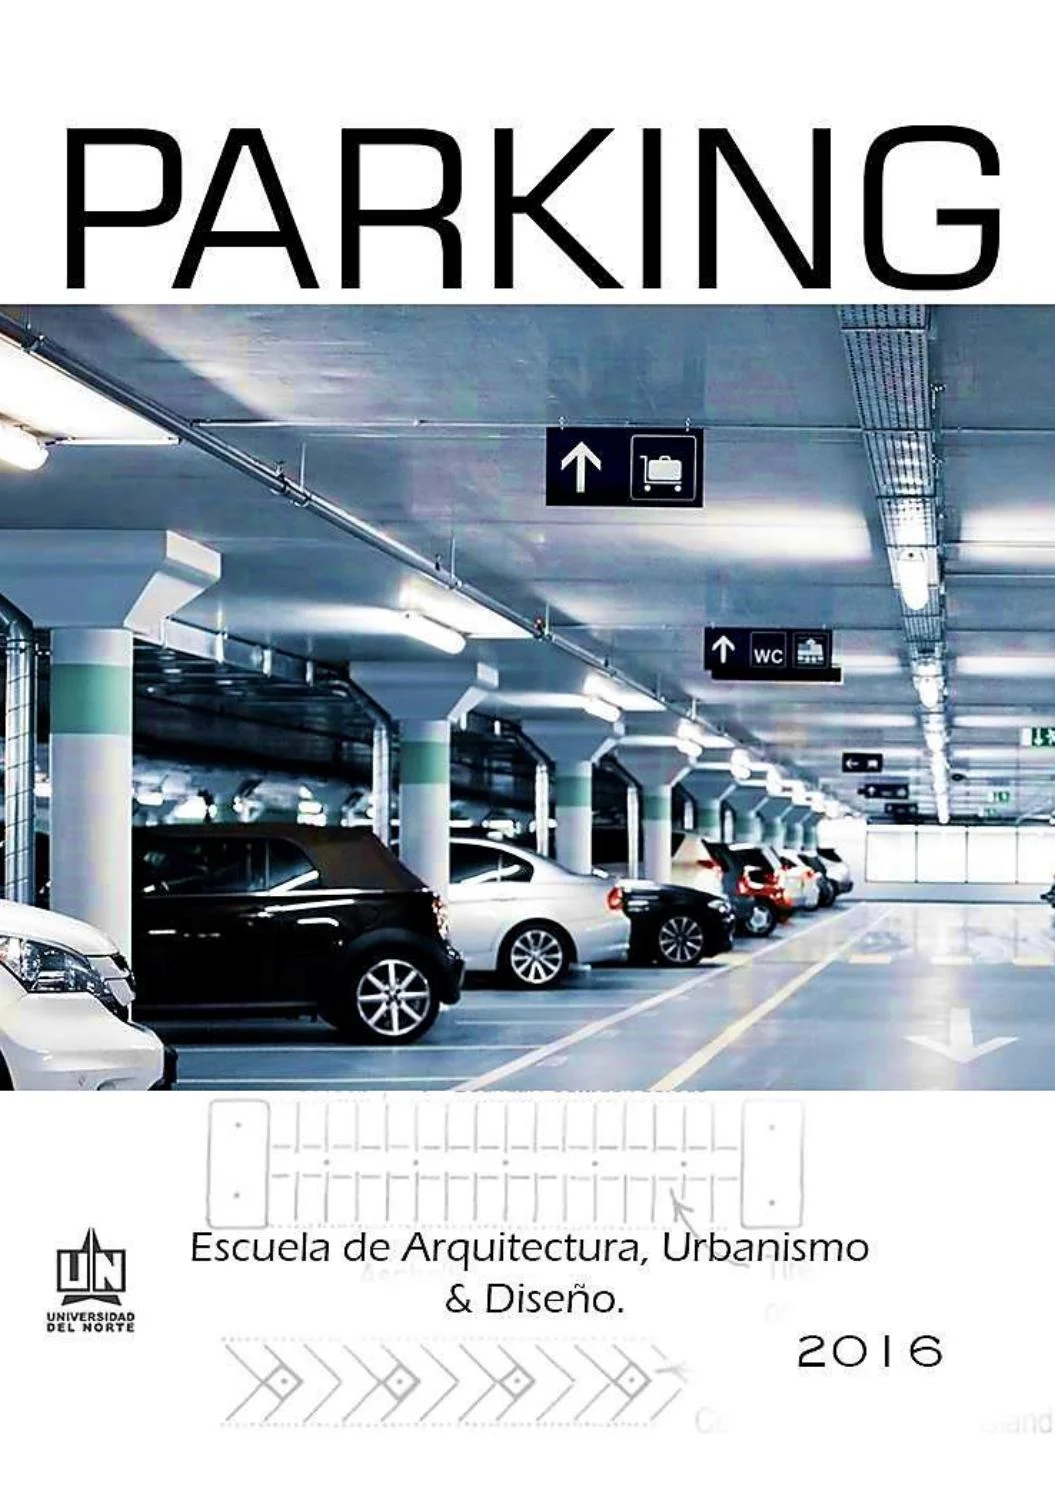 PARKING
WC
Escuela de Arquitectura, Urbanismo
& Diseño.
UN
UNIVERSIDAD
DEL NORTE
2016